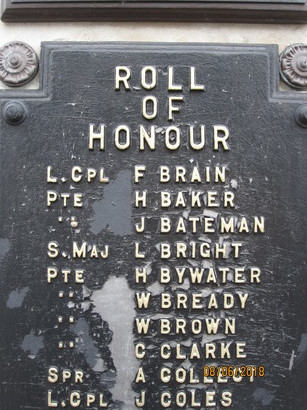 ROLL
OF
HONOUR
L.CPL F BRAIN
PTE H BAKER
" J BATEMAN
S.MAJ L BRIGHT
PTE H BYWATER
" W BREADY
" W BROWN
" C CLARKE
08/06/2018
SPR A COLLECT
L.CPL J COLES